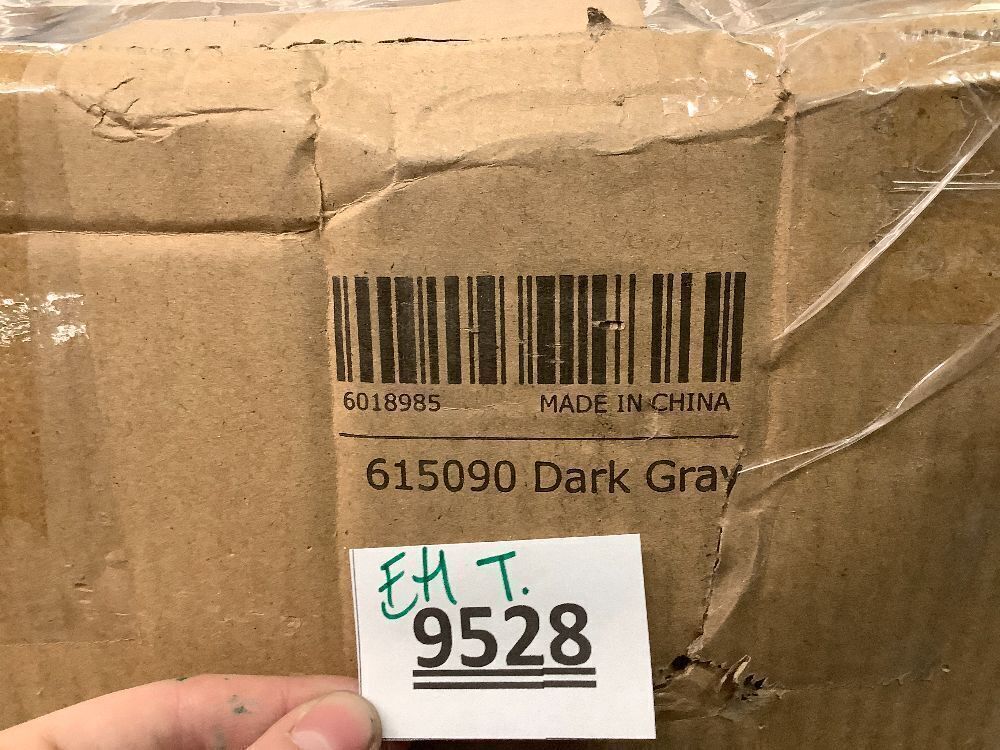 6018985 MADE IN CHINA
615090 Dark Gray
EH T.
9528